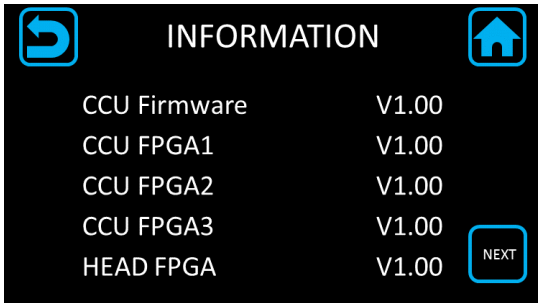 INFORMATION
CCU Firmware V1.00
CCU FPGA1 V1.00
CCU FPGA2 V1.00
CCU FPGA3 V1.00
HEAD FPGA V1.00
NEXT